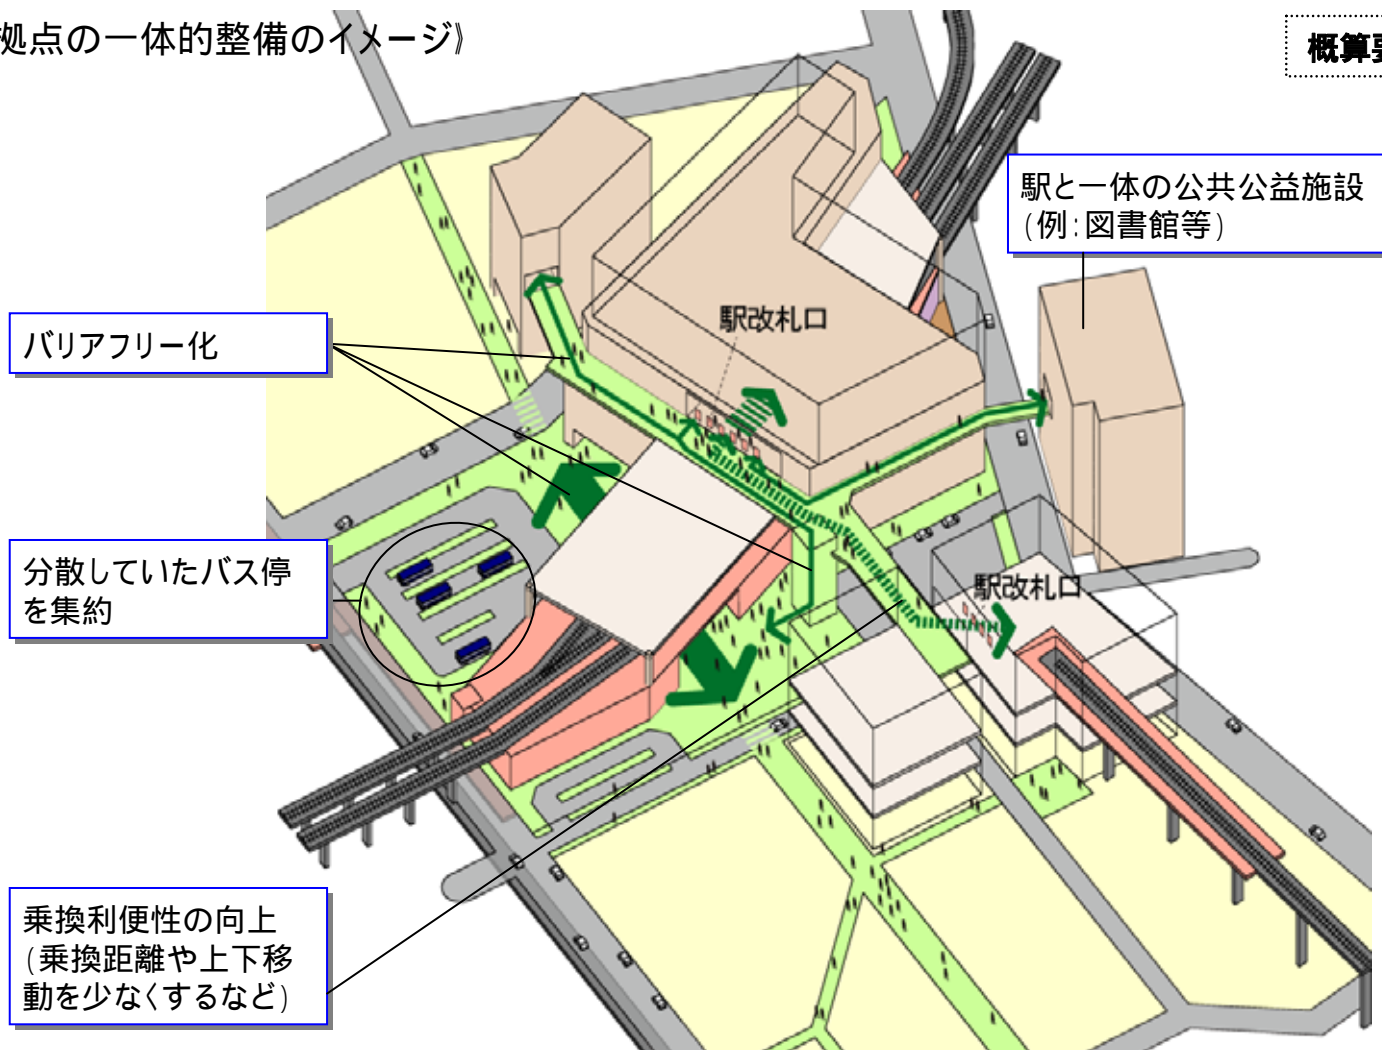 拠点の一体的整備のイメージ》
概算要
駅と一体の公共公益施設
(例:図書館等)
駅改札口
バリアフリー化
分散していたバス停
を集約
駅改札口
乗換利便性の向上
(乗換距離や上下移
動を少なくするなど)